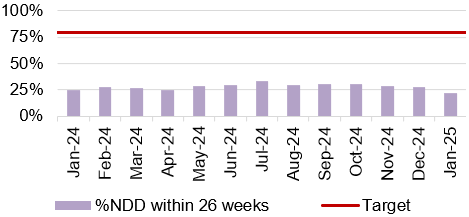 100%
75%
50%
25%
0%
Jan-24
Feb-24
Mar-24
Apr-24
May-24
Jun-24
Jul-24
Aug-24
Sep-24
Oct-24
Nov-24
Dec-24
Jan-25
%NDD within 26 weeks
Target